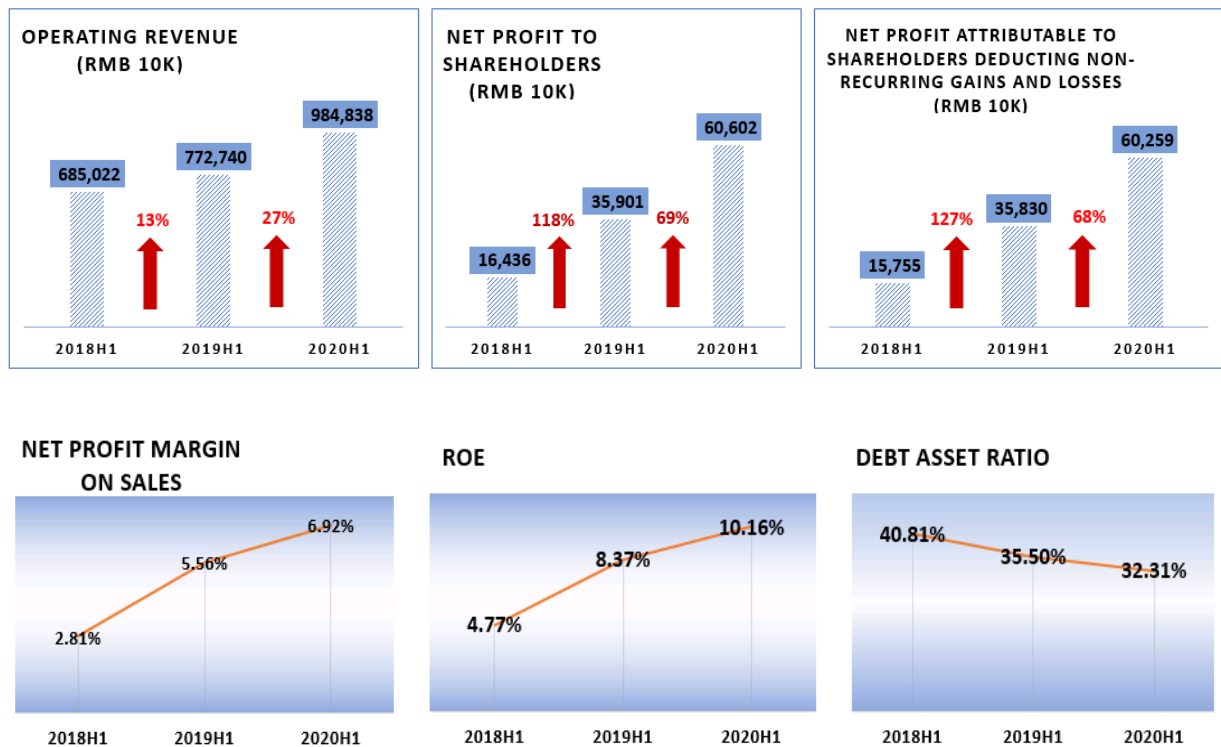 OPERATING REVENUE
(RMB 10K)
984,838
772,740
685,022
13%
27%
2018H1
2019H1
2020H1
NET PROFIT TO
SHAREHOLDERS
(RMB 10K)
60,602
35,901
118%
69%
16,436
2018H1
2019H1
2020H1
NET PROFIT ATTRIBUTABLE TO
SHAREHOLDERS DEDUCTING NON-
RECURRING GAINS AND LOSSES
(RMB 10K)
60,259
35,830
127%
68%
15,755
2018H1
2019H1
2020H1
NET PROFIT MARGIN
ON SALES
6.92%
5.56%
2.81%
2018H1
2019H1
2020H1
ROE
10.16%
8.37%
4.77%
2018H1
2019H1
2020H1
DEBT ASSET RATIO
40.81%
35.50%
32.31%
2018H1
2019H1
2020H1